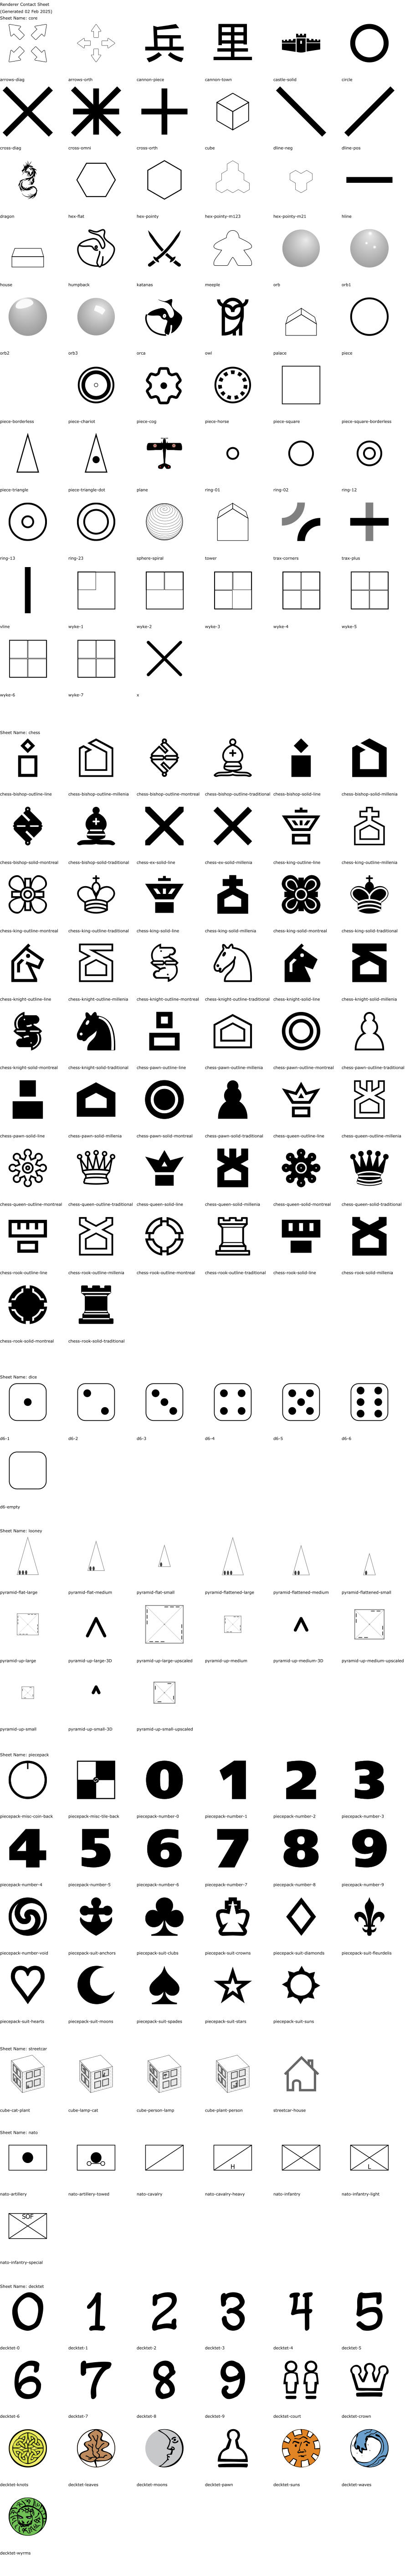 Renderer Contact Sheet
(Generated 02 Feb 2025)
Sheet Name: core
兵 里
arrows-diag arrows-orth cannon-piece cannon-town castle-solid circle
cross-diag cross-omni cross-orth cube dline-neg dline-pos
dragon hex-flat hex-pointy hex-pointy-m123 hex-pointy-m21 hline
house humpback katanas meeple orb orb1
orb2 orb3 orca owl palace piece
piece-borderless piece-chariot piece-cog piece-horse piece-square piece-square-borderless
piece-triangle piece-triangle-dot plane ring-01 ring-02 ring-12
ring-13 ring-23 sphere-spiral tower trax-corners trax-plus
vline wyke-1 wyke-2 wyke-3 wyke-4 wyke-5
wyke-6 wyke-7 x
Sheet Name: chess
chess-bishop-outline-line chess-bishop-outline-millenia chess-bishop-outline-montreal chess-bishop-outline-traditional chess-bishop-solid-line chess-bishop-solid-millenia
chess-bishop-solid-montreal chess-bishop-solid-traditional chess-ex-solid-line chess-ex-solid-millenia chess-king-outline-line chess-king-outline-millenia
chess-king-outline-montreal chess-king-outline-traditional chess-king-solid-line chess-king-solid-millenia chess-king-solid-montreal chess-king-solid-traditional
chess-knight-outline-line chess-knight-outline-millenia chess-knight-outline-montreal chess-knight-outline-traditional chess-knight-solid-line chess-knight-solid-millenia
chess-knight-solid-montreal chess-knight-solid-traditional chess-pawn-outline-line chess-pawn-outline-millenia chess-pawn-outline-montreal chess-pawn-outline-traditional
chess-pawn-solid-line chess-pawn-solid-millenia chess-pawn-solid-montreal chess-pawn-solid-traditional chess-queen-outline-line chess-queen-outline-millenia
chess-queen-outline-montreal chess-queen-outline-traditional chess-queen-solid-line chess-queen-solid-millenia chess-queen-solid-montreal chess-queen-solid-traditional
chess-rook-outline-line chess-rook-outline-millenia chess-rook-outline-montreal chess-rook-outline-traditional chess-rook-solid-line chess-rook-solid-millenia
chess-rook-solid-montreal chess-rook-solid-traditional
Sheet Name: dice
d6-1 d6-2 d6-3 d6-4 d6-5 d6-6
d6-empty
Sheet Name: looney
pyramid-flat-large pyramid-flat-medium pyramid-flat-small pyramid-flattened-large pyramid-flattened-medium pyramid-flattened-small
pyramid-up-large pyramid-up-large-3D pyramid-up-large-upscaled pyramid-up-medium pyramid-up-medium-3D pyramid-up-medium-upscaled
pyramid-up-small pyramid-up-small-3D pyramid-up-small-upscaled
Sheet Name: piecepack
0 1 2 3
piecepack-misc-coin-back piecepack-misc-tile-back piecepack-number-0 piecepack-number-1 piecepack-number-2 piecepack-number-3
4 5 6 7 8 9
piecepack-number-4 piecepack-number-5 piecepack-number-6 piecepack-number-7 piecepack-number-8 piecepack-number-9
piecepack-number-void piecepack-suit-anchors piecepack-suit-clubs piecepack-suit-crowns piecepack-suit-diamonds piecepack-suit-fleurdelis
piecepack-suit-hearts piecepack-suit-moons piecepack-suit-spades piecepack-suit-stars piecepack-suit-suns
Sheet Name: streetcar
cube-cat-plant cube-lamp-cat cube-person-lamp cube-plant-person streetcar-house
Sheet Name: nato
H L
nato-artillery nato-artillery-towed nato-cavalry nato-cavalry-heavy nato-infantry nato-infantry-light
SOF
nato-infantry-special
Sheet Name: decktet
0 1 2 3 4 5
decktet-0 decktet-1 decktet-2 decktet-3 decktet-4 decktet-5
6 7 8 9
decktet-6 decktet-7 decktet-8 decktet-9 decktet-court decktet-crown
decktet-knots decktet-leaves decktet-moons decktet-pawn decktet-suns decktet-waves
decktet-wyrms